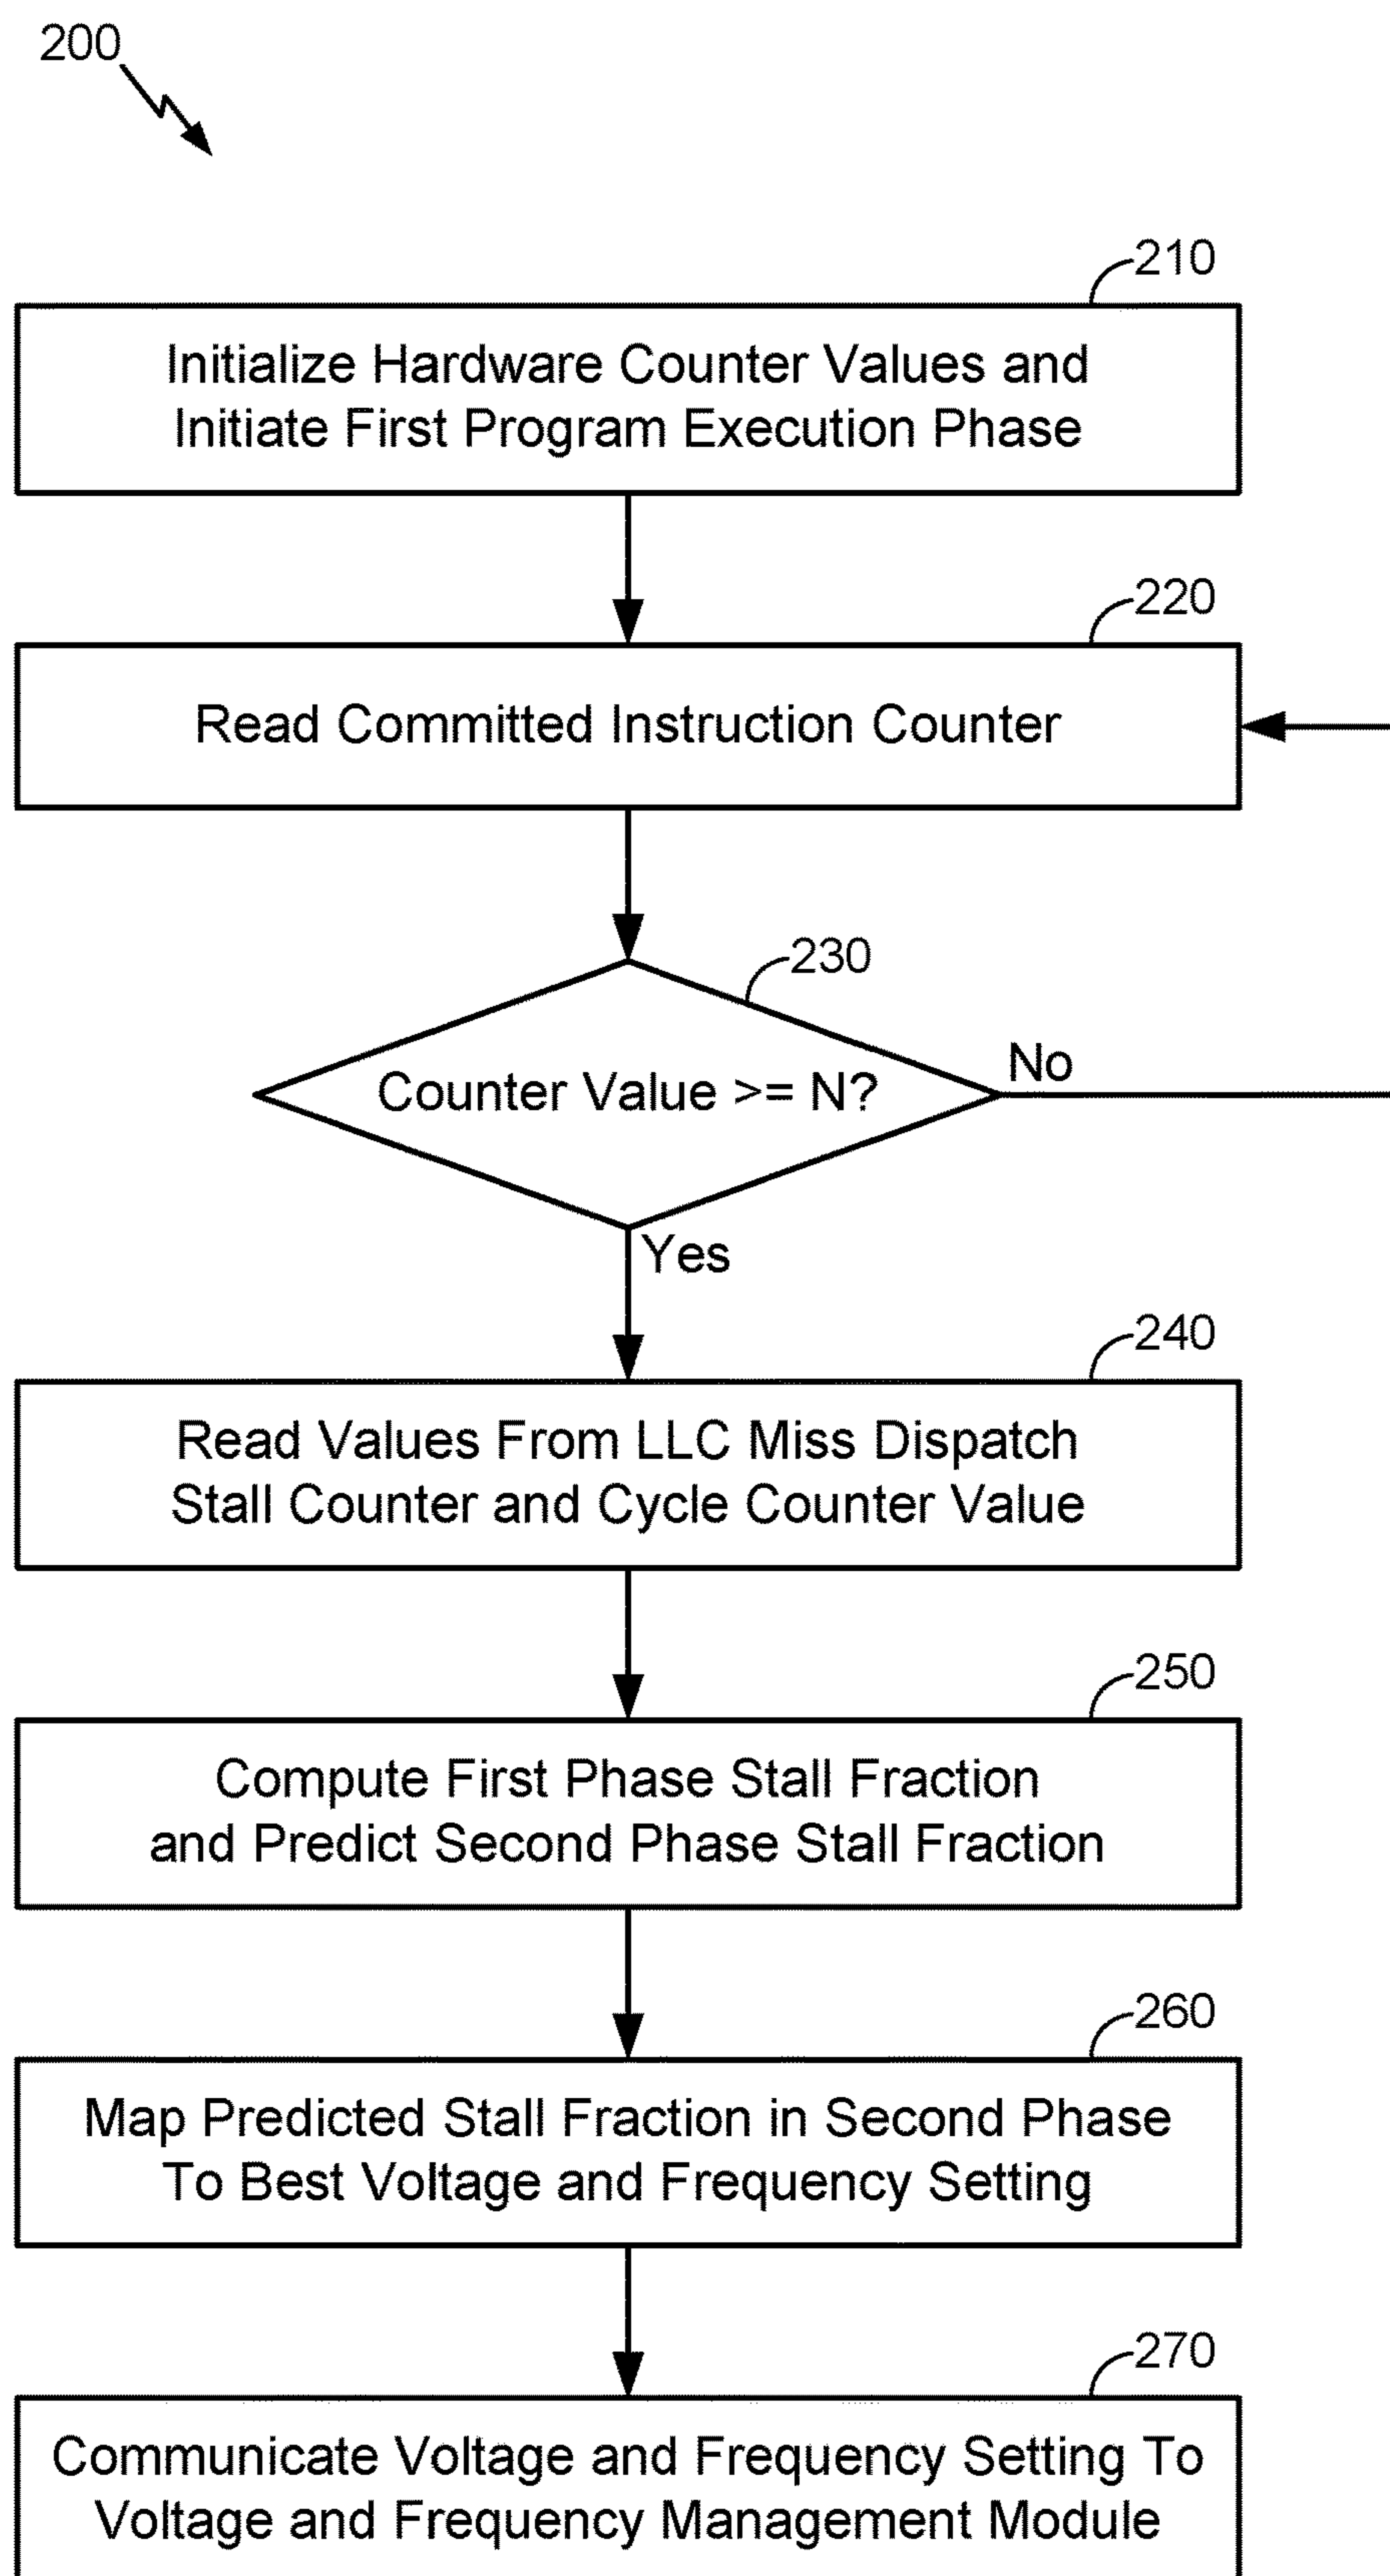 200
210
Initialize Hardware Counter Values and
Initiate First Program Execution Phase
220
Read Committed Instruction Counter
230
Counter Value >= N?
No
Yes
240
Read Values From LLC Miss Dispatch
Stall Counter and Cycle Counter Value
250
Compute First Phase Stall Fraction
and Predict Second Phase Stall Fraction
260
Map Predicted Stall Fraction in Second Phase
To Best Voltage and Frequency Setting
270
Communicate Voltage and Frequency Setting To
Voltage and Frequency Management Module